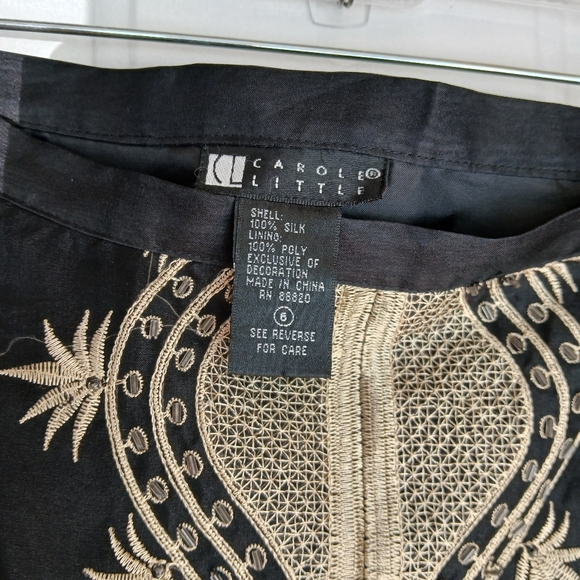 CL CAROLE®
LITTLE
SHELL:
100% SILK
LINING:
100% POLY
EXCLUSIVE OF
DECORATION
MADE IN CHINA
RN 86820
6
SEE REVERSE
FOR CARE